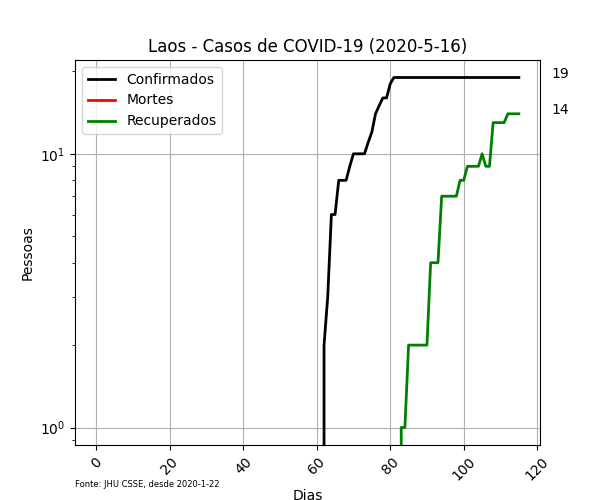 Laos - Casos de COVID-19 (2020-5-16)
Confirmados
Mortes
Recuperados
19
14
10¹
10⁰
Pessoas
0 20 40 60 80 100 120
Fonte: JHU CSSE, desde 2020-1-22
Dias